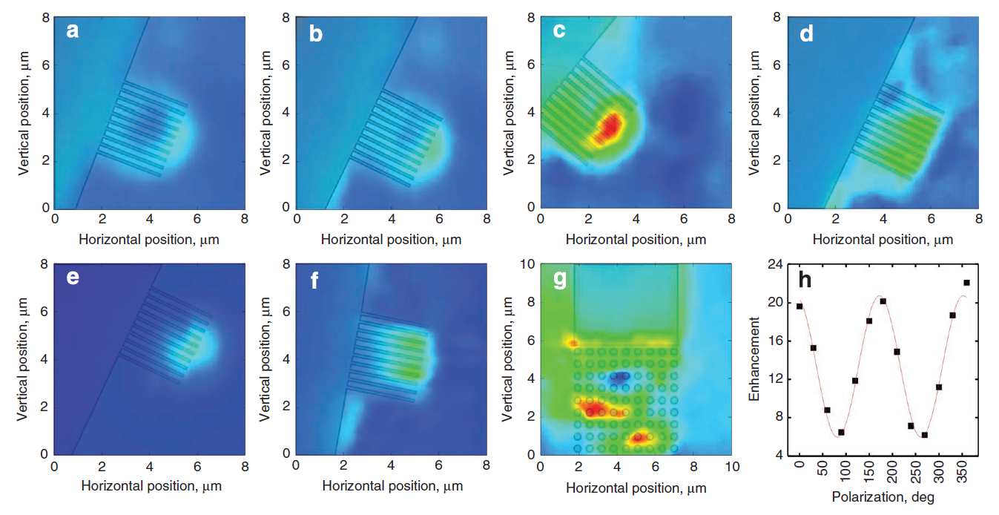 a
8
6
4
2
0
0 2 4 6 8
Vertical position, μm
Horizontal position, μm
b
8
6
4
2
0
0 2 4 6 8
Vertical position, μm
Horizontal position, μm
c
8
6
4
2
0
0 2 4 6 8
Vertical position, μm
Horizontal position, μm
d
8
6
4
2
0
0 2 4 6 8
Vertical position, μm
Horizontal position, μm
e
8
6
4
2
0
0 2 4 6 8
Vertical position, μm
Horizontal position, μm
f
8
6
4
2
0
0 2 4 6 8
Vertical position, μm
Horizontal position, μm
g
10
8
6
4
2
0
0 2 4 6 8 10
Vertical position, μm
Horizontal position, μm
h
24
20
16
12
8
4
0 50 100 150 200 250 300 350
Enhancement
Polarization, deg